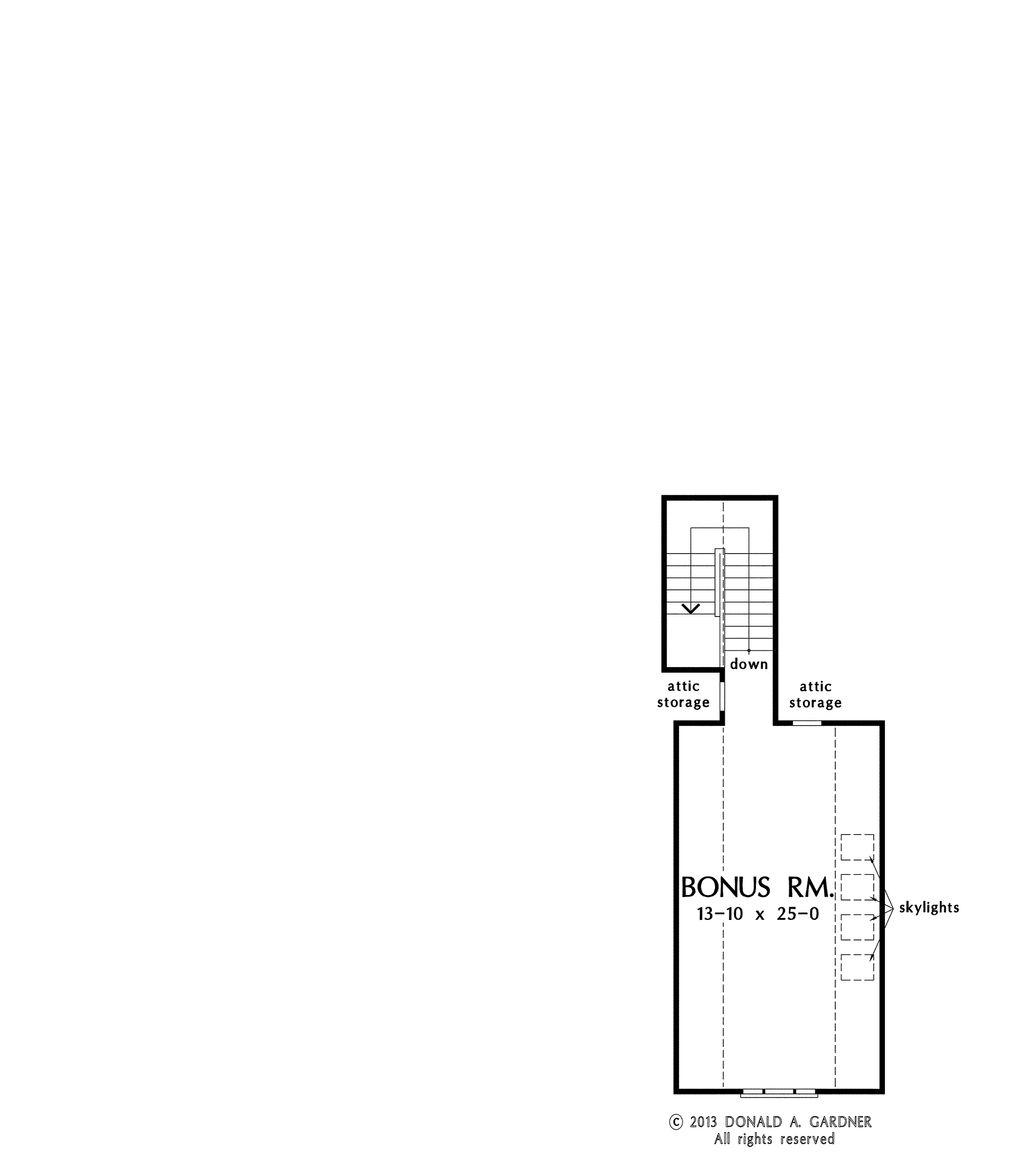 down
attic
storage
attic
storage
BONUS RM.
13-10 x 25-0
skylights
© 2013 DONALD A. GARDNER
All rights reserved